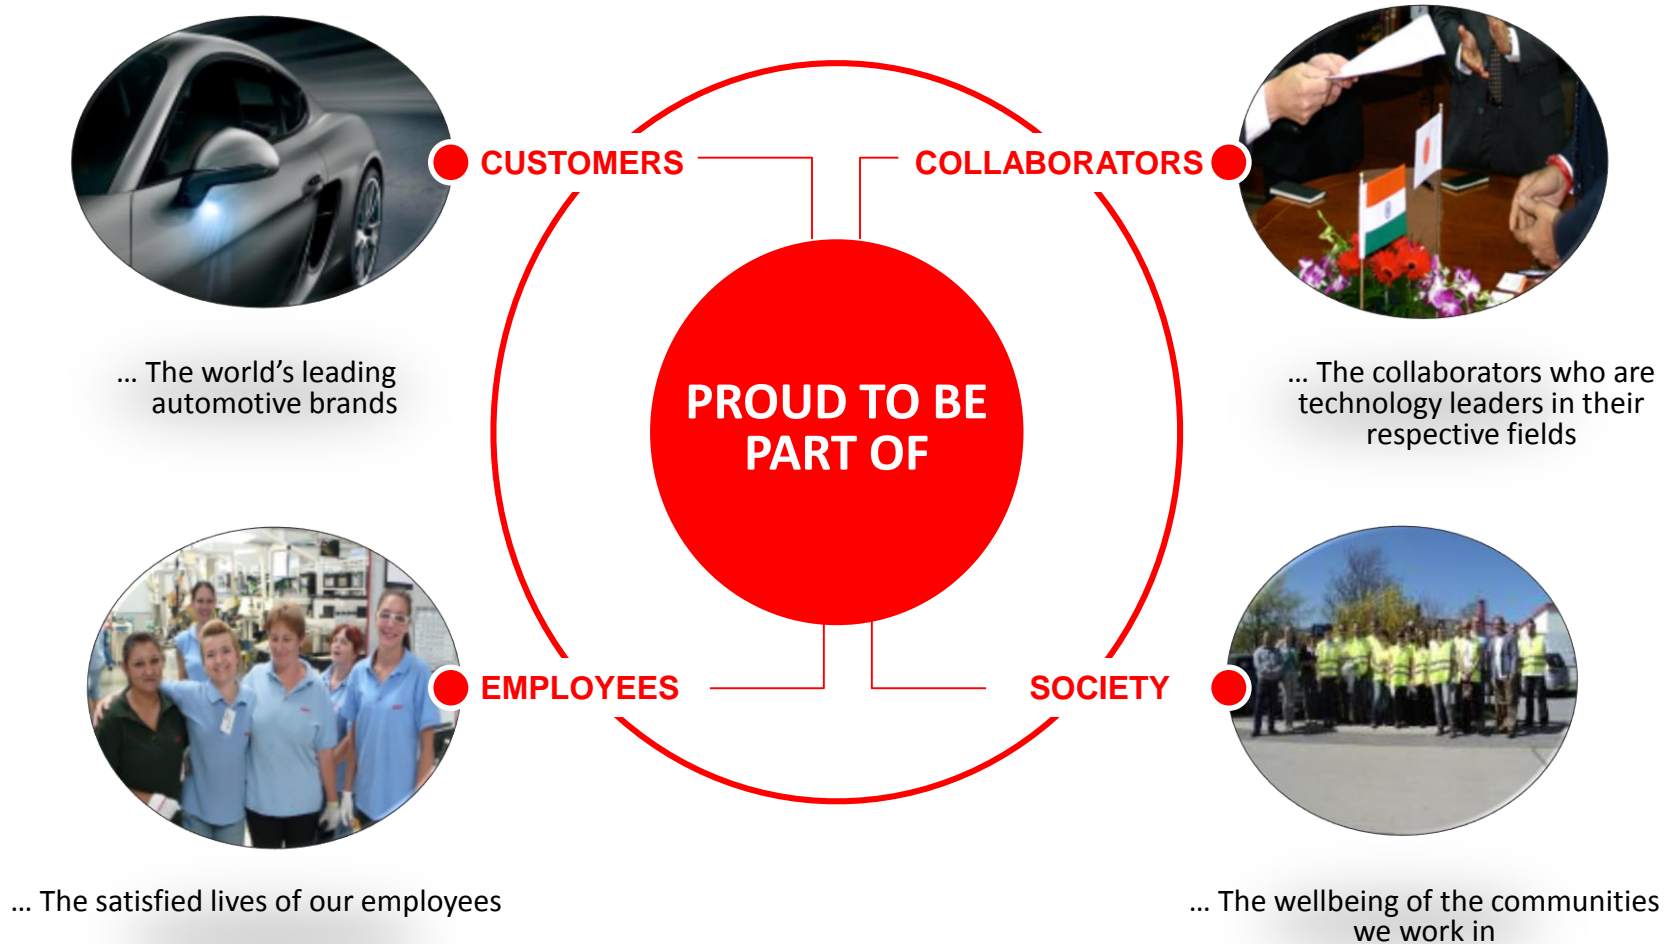 CUSTOMERS
COLLABORATORS
… The world’s leading
automotive brands
… The collaborators who are
technology leaders in their
respective fields
PROUD TO BE
PART OF
EMPLOYEES
SOCIETY
… The satisfied lives of our employees
… The wellbeing of the communities
we work in